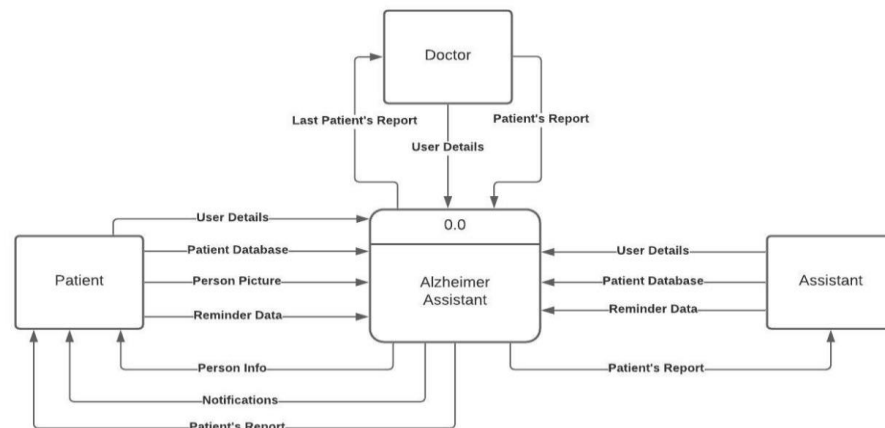 Doctor
Last Patient's Report
Patient's Report
User Details
0.0
Alzheimer
Assistant
Patient
User Details
Patient Database
Person Picture
Reminder Data
Assistant
User Details
Patient Database
Reminder Data
Person Info
Patient's Report
Notifications
Patient's Report